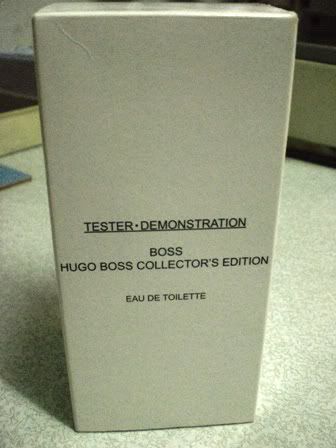 TESTER•DEMONSTRATION
BOSS
HUGO BOSS COLLECTOR'S EDITION
EAU DE TOILETTE